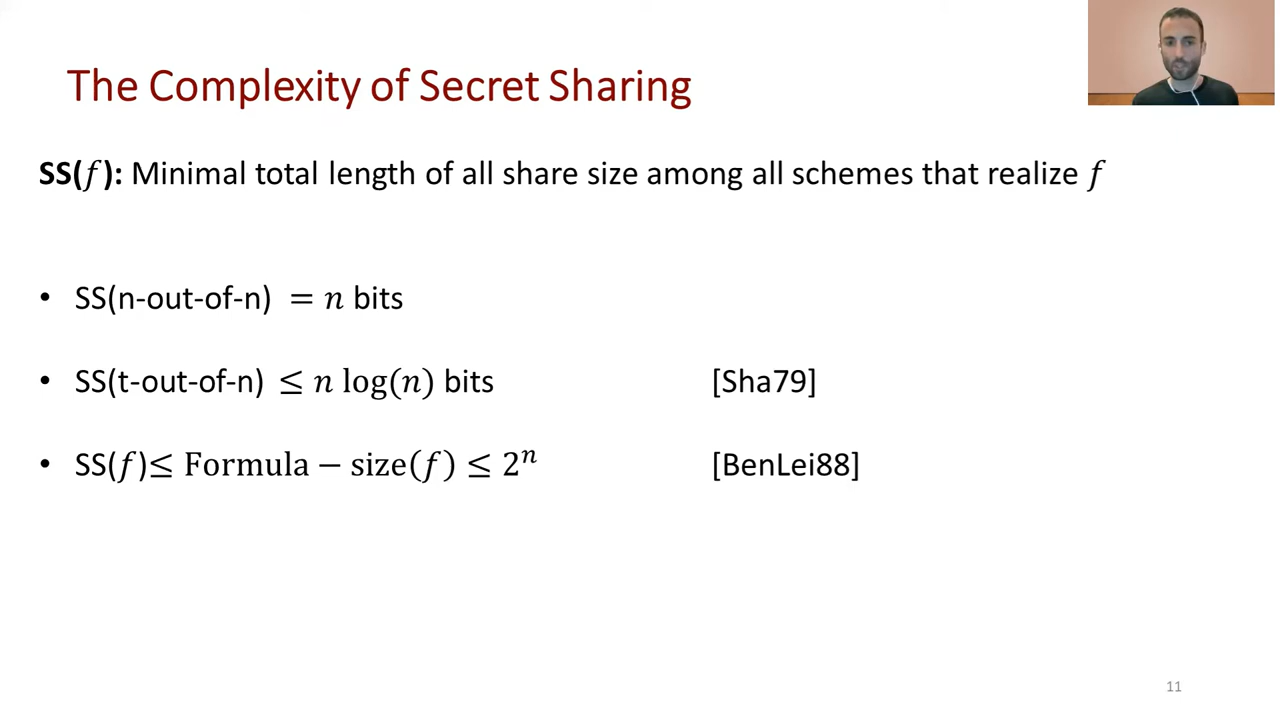 The Complexity of Secret Sharing
SS(f): Minimal total length of all share size among all schemes that realize f
• SS(n-out-of-n) = n bits
• SS(t-out-of-n) ≤ n log(n) bits [Sha79]
• SS(f)≤ Formula − size(f) ≤ 2ⁿ [BenLei88]
11